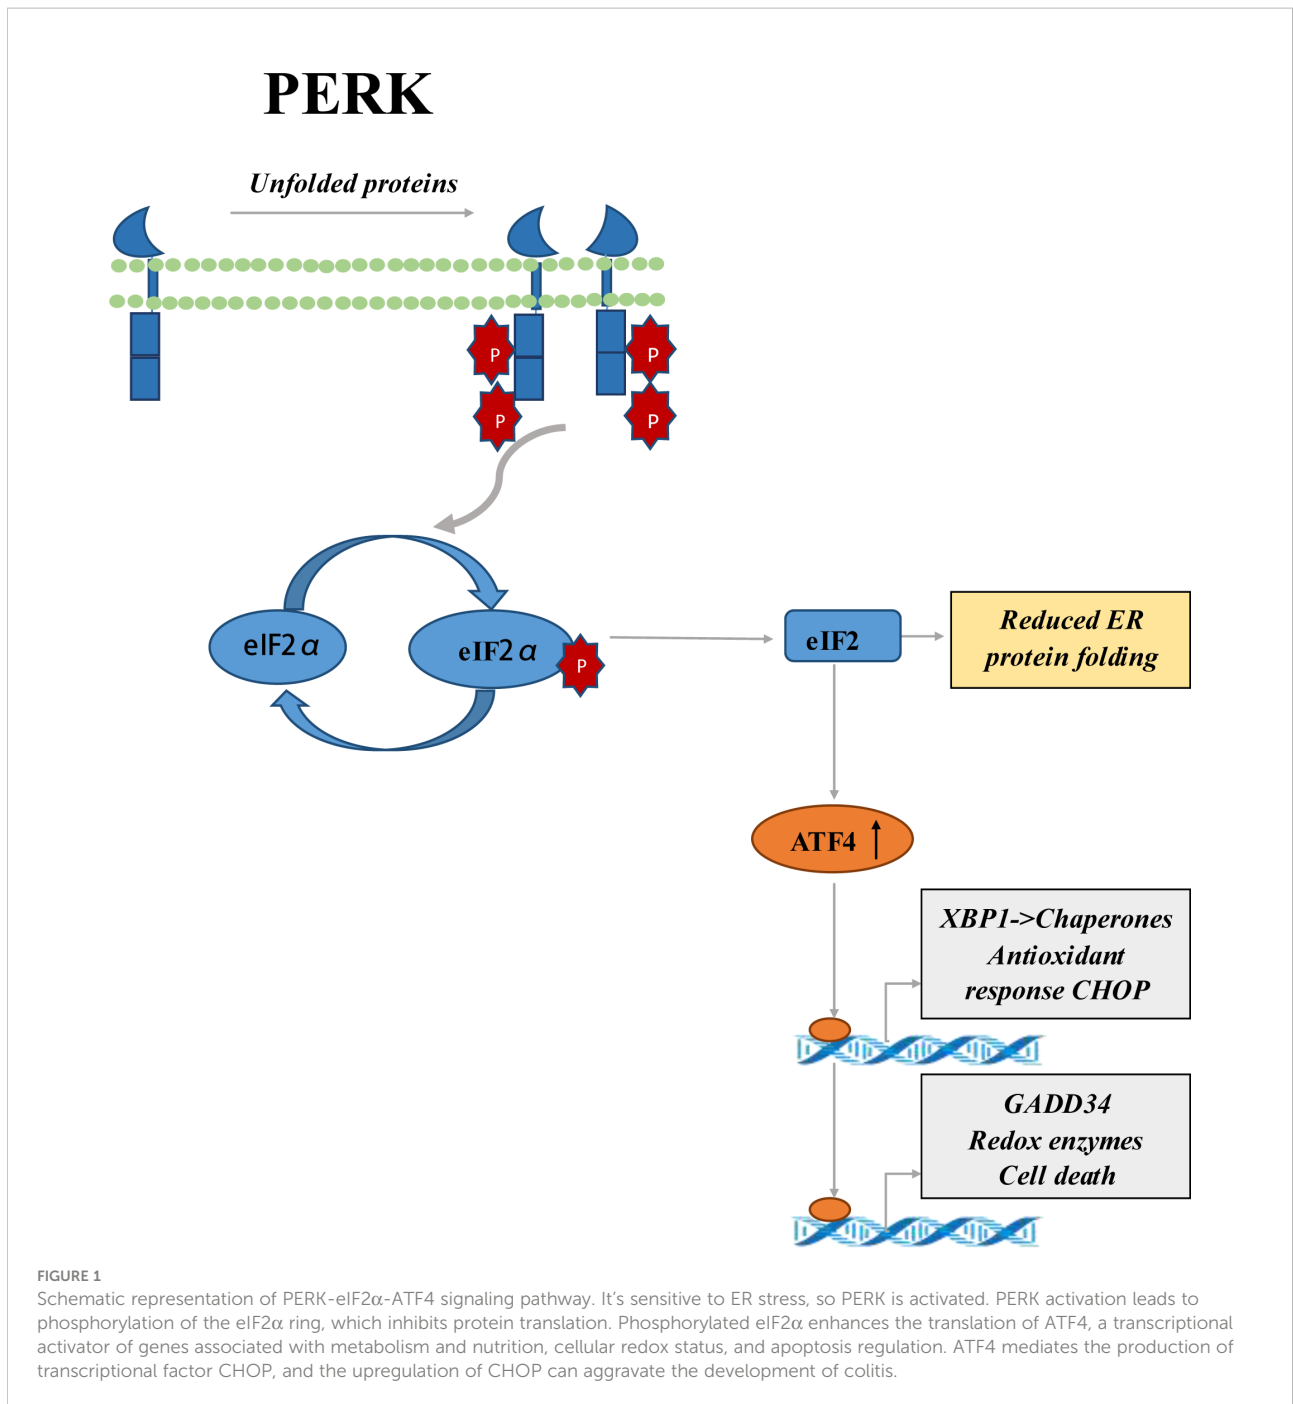 PERK
Unfolded proteins
P
P
P
P
eIF2α
eIF2α
P
eIF2
Reduced ER
protein folding
ATF4
XBP1->Chaperones
Antioxidant
response CHOP
GADD34
Redox enzymes
Cell death
FIGURE 1
Schematic representation of PERK-eIF2α-ATF4 signaling pathway. It’s sensitive to ER stress, so PERK is activated. PERK activation leads to
phosphorylation of the eIF2α ring, which inhibits protein translation. Phosphorylated eIF2α enhances the translation of ATF4, a transcriptional
activator of genes associated with metabolism and nutrition, cellular redox status, and apoptosis regulation. ATF4 mediates the production of
transcriptional factor CHOP, and the upregulation of CHOP can aggravate the development of colitis.